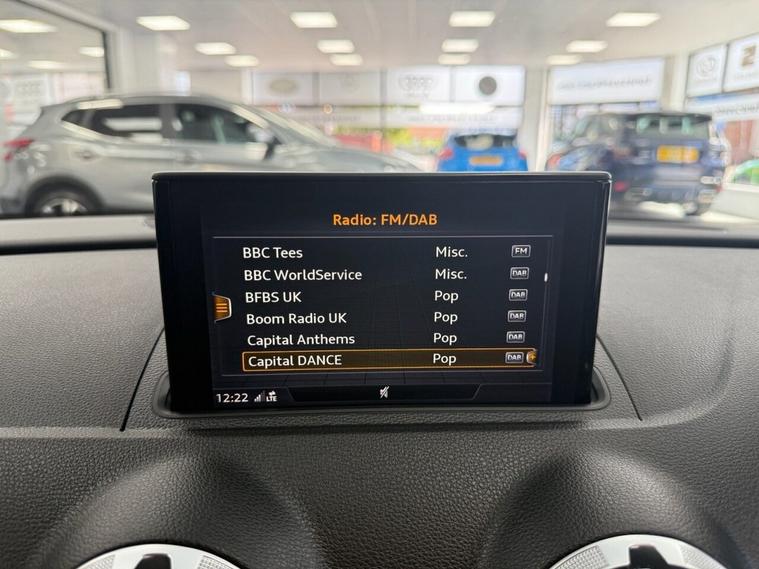 Radio: FM/DAB
BBC Tees Misc. FM
BBC WorldService Misc. DAB
BFBS UK Pop DAB
Boom Radio UK Pop DAB
Capital Anthems Pop DAB
Capital DANCE Pop DAB
12:22 LTE